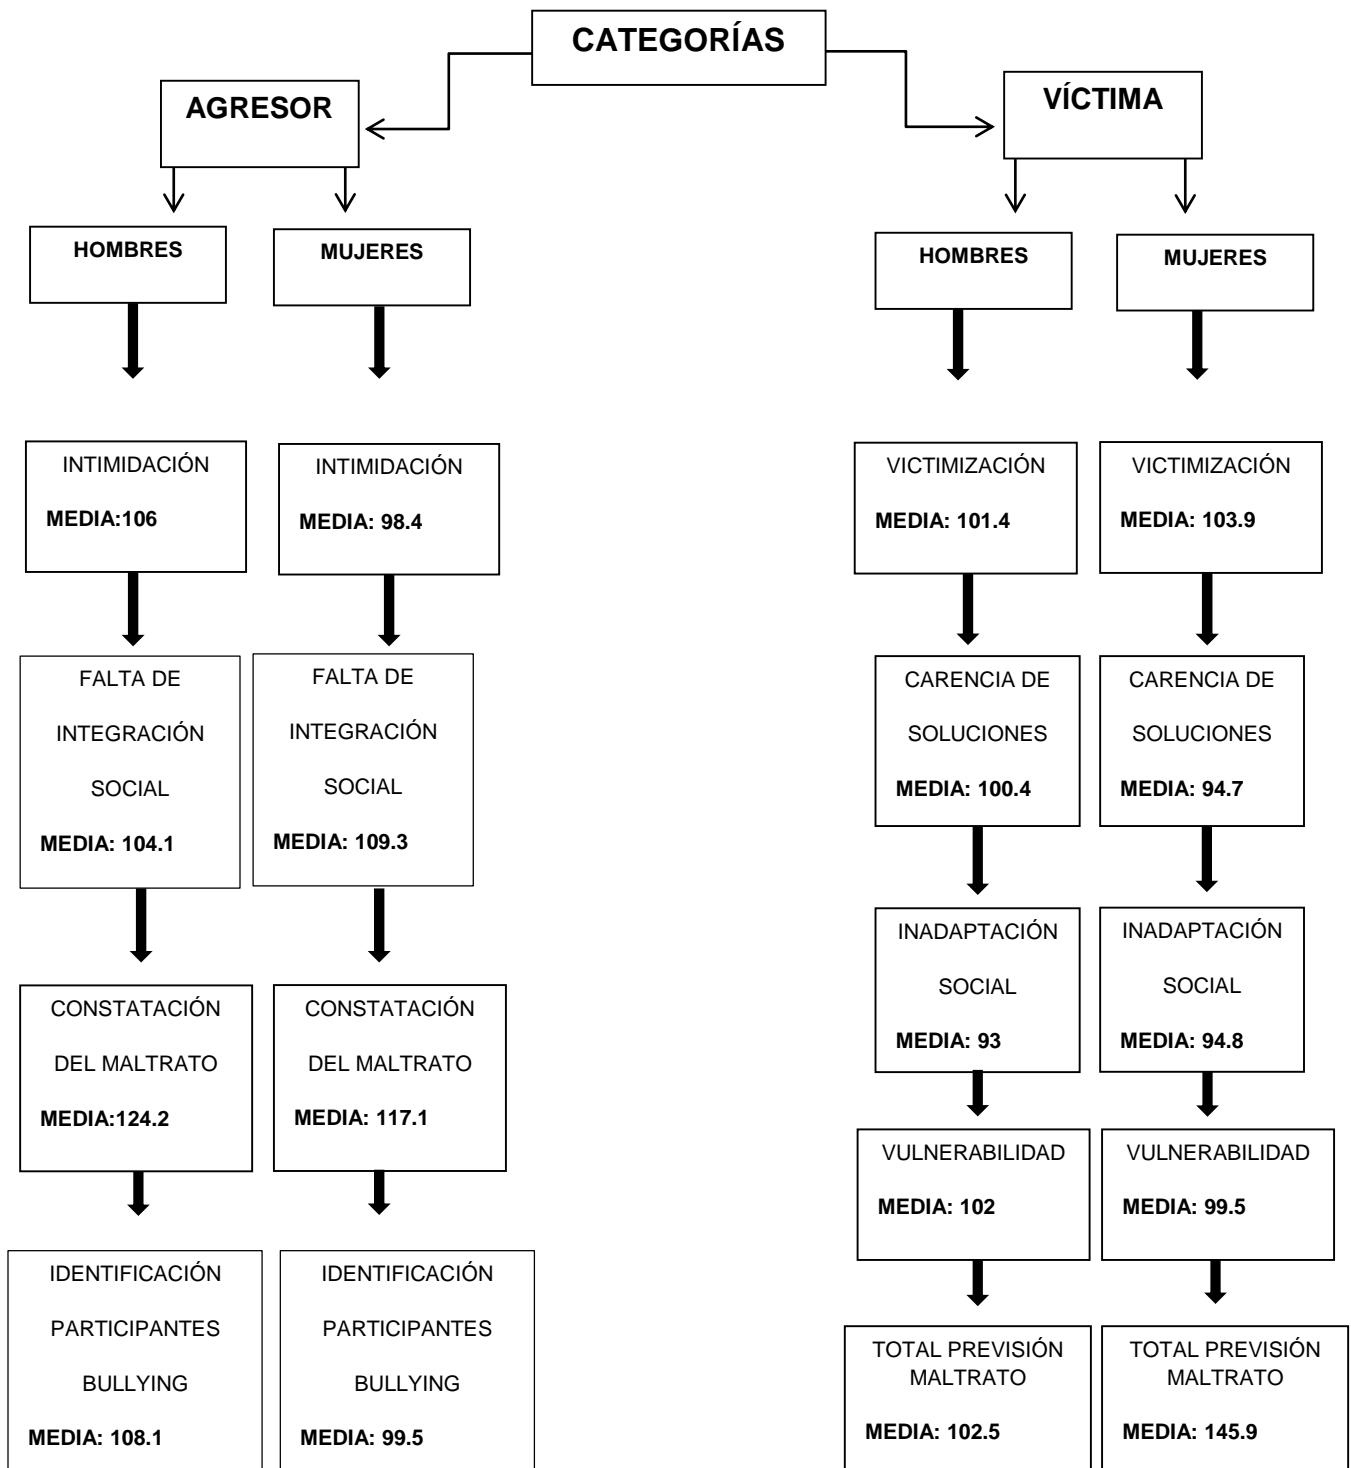 CATEGORÍAS
AGRESOR
VÍCTIMA
HOMBRES
MUJERES
HOMBRES
MUJERES
INTIMIDACIÓN
MEDIA:106
INTIMIDACIÓN
MEDIA: 98.4
VICTIMIZACIÓN
MEDIA: 101.4
VICTIMIZACIÓN
MEDIA: 103.9
FALTA DE
INTEGRACIÓN
SOCIAL
MEDIA: 104.1
FALTA DE
INTEGRACIÓN
SOCIAL
MEDIA: 109.3
CARENCIA DE
SOLUCIONES
MEDIA: 100.4
CARENCIA DE
SOLUCIONES
MEDIA: 94.7
INADAPTACIÓN
SOCIAL
MEDIA: 93
INADAPTACIÓN
SOCIAL
MEDIA: 94.8
CONSTATACIÓN
DEL MALTRATO
MEDIA:124.2
CONSTATACIÓN
DEL MALTRATO
MEDIA: 117.1
VULNERABILIDAD
MEDIA: 102
VULNERABILIDAD
MEDIA: 99.5
IDENTIFICACIÓN
PARTICIPANTES
BULLYING
MEDIA: 108.1
IDENTIFICACIÓN
PARTICIPANTES
BULLYING
MEDIA: 99.5
TOTAL PREVISIÓN
MALTRATO
MEDIA: 102.5
TOTAL PREVISIÓN
MALTRATO
MEDIA: 145.9